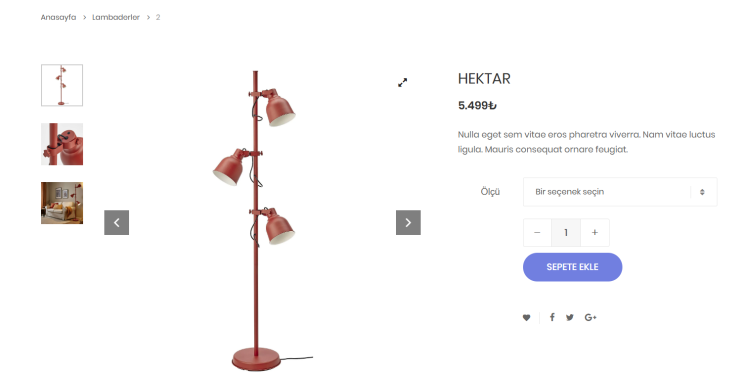 Anasayfa > Lambaderler > 2
HEKTAR
5.499₺
Nulla eget sem vitae eros pharetra viverra. Nam vitae luctus
ligula. Mauris consequat ornare feugiat.
Ölçü Bir seçenek seçin
− 1 +
SEPETE EKLE
f G+